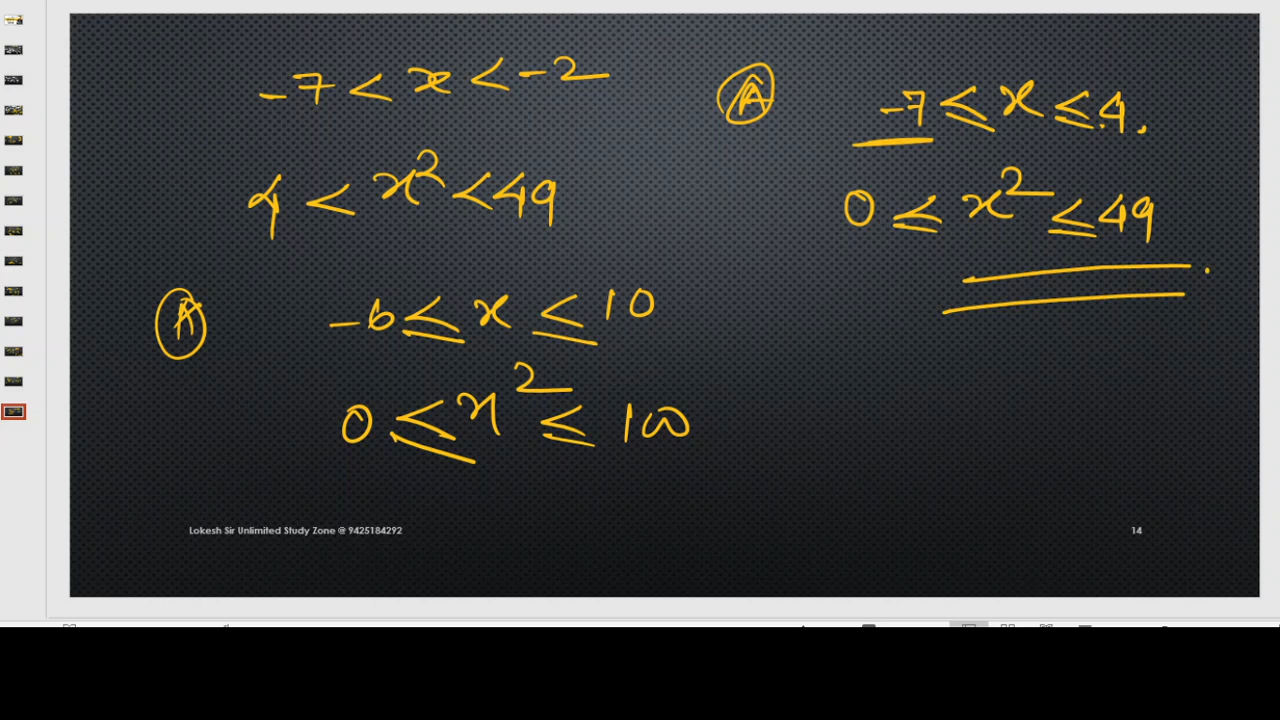 -7 < x < -2
4 < x² < 49
Ⓐ -6 ≤ x ≤ 10
0 ≤ x² ≤ 100
Ⓐ -7 ≤ x ≤ 4.
0 ≤ x² ≤ 49
Lokesh Sir Unlimited Study Zone @ 9425184292
14